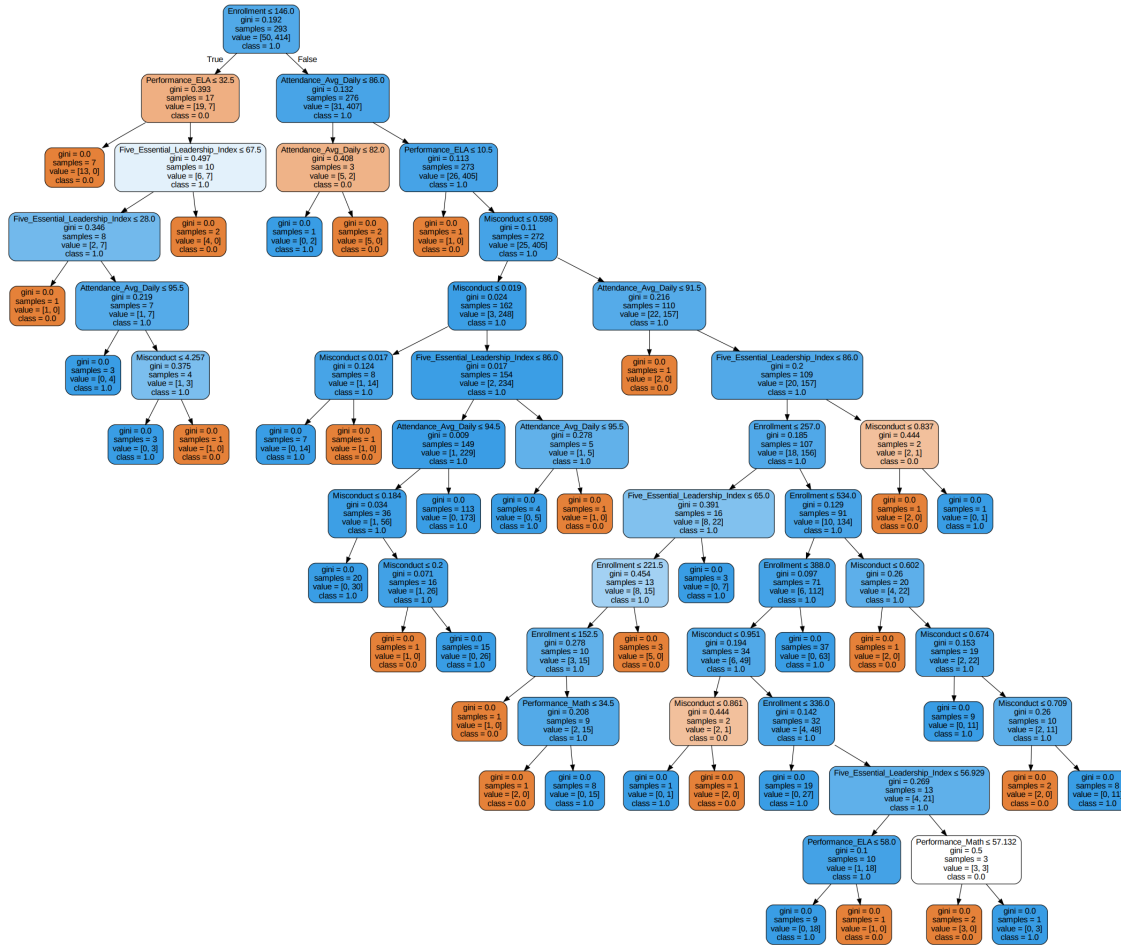 Enrollment ≤ 146.0
gini = 0.192
samples = 293
value = [50, 414]
class = 1.0
True
False
Performance_ELA ≤ 32.5
gini = 0.393
samples = 17
value = [19, 7]
class = 0.0
Attendance_Avg_Daily ≤ 86.0
gini = 0.132
samples = 276
value = [31, 407]
class = 1.0
gini = 0.0
samples = 7
value = [13, 0]
class = 0.0
Five_Essential_Leadership_Index ≤ 67.5
gini = 0.497
samples = 10
value = [6, 7]
class = 1.0
Attendance_Avg_Daily ≤ 82.0
gini = 0.408
samples = 3
value = [5, 2]
class = 0.0
Performance_ELA ≤ 10.5
gini = 0.113
samples = 273
value = [26, 405]
class = 1.0
Five_Essential_Leadership_Index ≤ 28.0
gini = 0.346
samples = 8
value = [2, 7]
class = 1.0
gini = 0.0
samples = 2
value = [4, 0]
class = 0.0
gini = 0.0
samples = 1
value = [0, 2]
class = 1.0
gini = 0.0
samples = 2
value = [5, 0]
class = 0.0
gini = 0.0
samples = 1
value = [1, 0]
class = 0.0
Misconduct ≤ 0.598
gini = 0.11
samples = 272
value = [25, 405]
class = 1.0
gini = 0.0
samples = 1
value = [1, 0]
class = 0.0
Attendance_Avg_Daily ≤ 95.5
gini = 0.219
samples = 7
value = [1, 7]
class = 1.0
Misconduct ≤ 0.019
gini = 0.024
samples = 162
value = [3, 248]
class = 1.0
Attendance_Avg_Daily ≤ 91.5
gini = 0.216
samples = 110
value = [22, 157]
class = 1.0
gini = 0.0
samples = 3
value = [0, 4]
class = 1.0
Misconduct ≤ 4.257
gini = 0.375
samples = 4
value = [1, 3]
class = 1.0
Misconduct ≤ 0.017
gini = 0.124
samples = 8
value = [1, 14]
class = 1.0
Five_Essential_Leadership_Index ≤ 86.0
gini = 0.017
samples = 154
value = [2, 234]
class = 1.0
gini = 0.0
samples = 1
value = [2, 0]
class = 0.0
Five_Essential_Leadership_Index ≤ 86.0
gini = 0.2
samples = 109
value = [20, 157]
class = 1.0
gini = 0.0
samples = 3
value = [0, 3]
class = 1.0
gini = 0.0
samples = 1
value = [1, 0]
class = 0.0
gini = 0.0
samples = 7
value = [0, 14]
class = 1.0
gini = 0.0
samples = 1
value = [1, 0]
class = 0.0
Attendance_Avg_Daily ≤ 94.5
gini = 0.009
samples = 149
value = [1, 229]
class = 1.0
Attendance_Avg_Daily ≤ 95.5
gini = 0.278
samples = 5
value = [1, 5]
class = 1.0
Enrollment ≤ 257.0
gini = 0.185
samples = 107
value = [18, 156]
class = 1.0
Misconduct ≤ 0.837
gini = 0.444
samples = 2
value = [2, 1]
class = 0.0
Misconduct ≤ 0.184
gini = 0.034
samples = 36
value = [1, 56]
class = 1.0
gini = 0.0
samples = 113
value = [0, 173]
class = 1.0
gini = 0.0
samples = 4
value = [0, 5]
class = 1.0
gini = 0.0
samples = 1
value = [1, 0]
class = 0.0
Five_Essential_Leadership_Index ≤ 65.0
gini = 0.391
samples = 16
value = [8, 22]
class = 1.0
Enrollment ≤ 534.0
gini = 0.129
samples = 91
value = [10, 134]
class = 1.0
gini = 0.0
samples = 1
value = [2, 0]
class = 0.0
gini = 0.0
samples = 1
value = [0, 1]
class = 1.0
gini = 0.0
samples = 20
value = [0, 30]
class = 1.0
Misconduct ≤ 0.2
gini = 0.071
samples = 16
value = [1, 26]
class = 1.0
Enrollment ≤ 221.5
gini = 0.454
samples = 13
value = [8, 15]
class = 1.0
gini = 0.0
samples = 3
value = [0, 7]
class = 1.0
Enrollment ≤ 388.0
gini = 0.097
samples = 71
value = [6, 112]
class = 1.0
Misconduct ≤ 0.602
gini = 0.26
samples = 20
value = [4, 22]
class = 1.0
gini = 0.0
samples = 1
value = [1, 0]
class = 0.0
gini = 0.0
samples = 15
value = [0, 26]
class = 1.0
Enrollment ≤ 152.5
gini = 0.278
samples = 10
value = [3, 15]
class = 1.0
gini = 0.0
samples = 3
value = [5, 0]
class = 0.0
Misconduct ≤ 0.951
gini = 0.194
samples = 34
value = [6, 49]
class = 1.0
gini = 0.0
samples = 37
value = [0, 63]
class = 1.0
gini = 0.0
samples = 1
value = [2, 0]
class = 0.0
Misconduct ≤ 0.674
gini = 0.153
samples = 19
value = [2, 22]
class = 1.0
gini = 0.0
samples = 1
value = [1, 0]
class = 0.0
Performance_Math ≤ 34.5
gini = 0.208
samples = 9
value = [2, 15]
class = 1.0
Misconduct ≤ 0.861
gini = 0.444
samples = 2
value = [2, 1]
class = 0.0
Enrollment ≤ 336.0
gini = 0.142
samples = 32
value = [4, 48]
class = 1.0
gini = 0.0
samples = 9
value = [0, 11]
class = 1.0
Misconduct ≤ 0.709
gini = 0.26
samples = 10
value = [2, 11]
class = 1.0
gini = 0.0
samples = 1
value = [2, 0]
class = 0.0
gini = 0.0
samples = 8
value = [0, 15]
class = 1.0
gini = 0.0
samples = 1
value = [0, 1]
class = 1.0
gini = 0.0
samples = 1
value = [2, 0]
class = 0.0
gini = 0.0
samples = 19
value = [0, 27]
class = 1.0
Five_Essential_Leadership_Index ≤ 56.929
gini = 0.269
samples = 13
value = [4, 21]
class = 1.0
gini = 0.0
samples = 2
value = [2, 0]
class = 0.0
gini = 0.0
samples = 8
value = [0, 11]
class = 1.0
Performance_ELA ≤ 58.0
gini = 0.1
samples = 10
value = [1, 18]
class = 1.0
Performance_Math ≤ 57.132
gini = 0.5
samples = 3
value = [3, 3]
class = 0.0
gini = 0.0
samples = 9
value = [0, 18]
class = 1.0
gini = 0.0
samples = 1
value = [1, 0]
class = 0.0
gini = 0.0
samples = 2
value = [3, 0]
class = 0.0
gini = 0.0
samples = 1
value = [0, 3]
class = 1.0